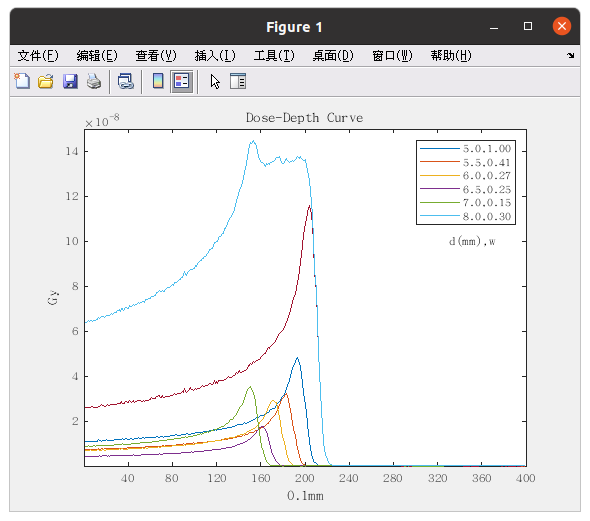 Figure 1
文件(F) 编辑(E) 查看(V) 插入(I) 工具(T) 桌面(D) 窗口(W) 帮助(H)
×10⁻⁸
Dose-Depth Curve
14
12
10
8
6
4
2
Gy
5.0,1.00
5.5,0.41
6.0,0.27
6.5,0.25
7.0,0.15
8.0,0.30
d(mm),w
40 80 120 160 200 240 280 320 360 400
0.1mm